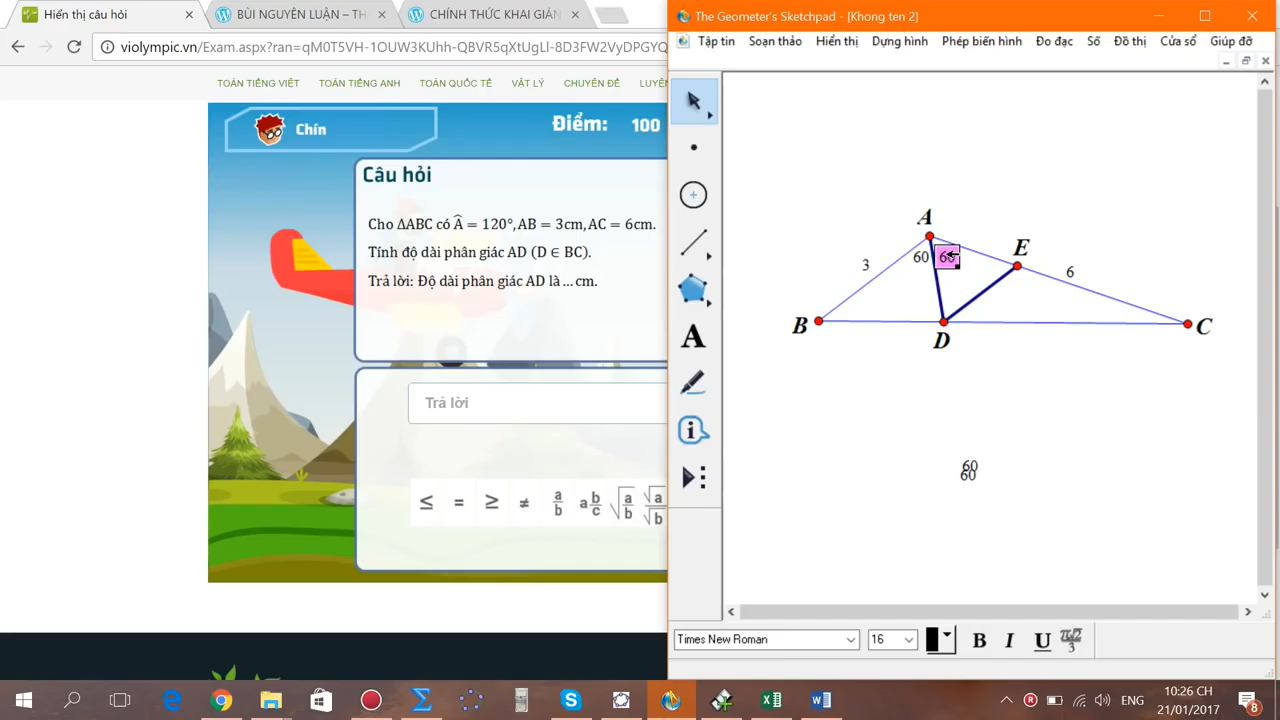 Hiển thị câu hỏi
BÙI NGUYÊN LUẬN – TH
CHÍNH THỨC KHAI GIẢN
violympic.vn/Exam.aspx?ran=qM0T5VH-1OUW3KUhh-QBVR5qXtUgLI-8D3FW2VyDPGYQ
TOÁN TIẾNG VIỆT TOÁN TIẾNG ANH TOÁN QUỐC TẾ VẬT LÝ CHUYÊN ĐỀ LUYỆ
Chín
Điểm: 100
Câu hỏi
Cho ΔABC có Â = 120°, AB = 3cm, AC = 6cm.
Tính độ dài phân giác AD (D ∈ BC).
Trả lời: Độ dài phân giác AD là ... cm.
Trả lời
≤ = ≥ ≠ a/b a b/c √a/b √a/√b
The Geometer's Sketchpad - [Khong ten 2]
Tập tin Soạn thảo Hiển thị Dựng hình Phép biến hình Đo đạc Số Đồ thị Cửa sổ Giúp đỡ
A
A
E
60
60
3
6
B
D
C
60
60
Times New Roman 16 B I U
ENG
10:26 CH
21/01/2017
8